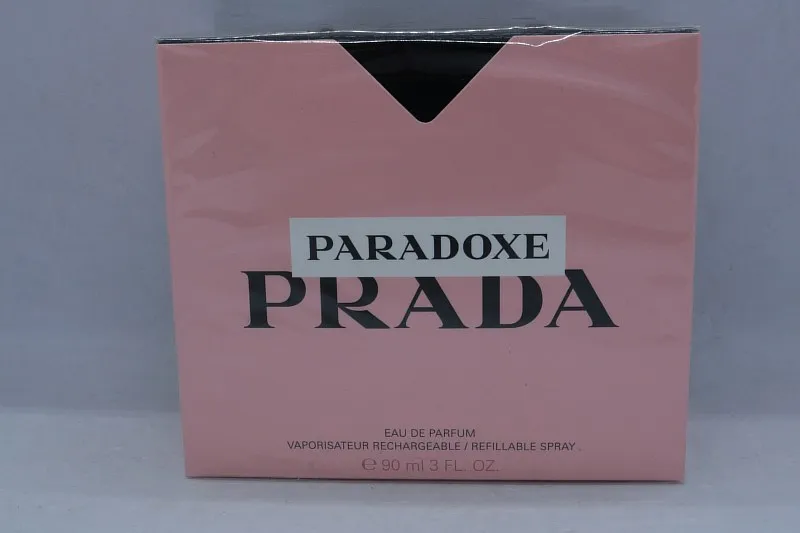 PARADOXE
PRADA
EAU DE PARFUM
VAPORISATEUR RECHARGEABLE / REFILLABLE SPRAY.
℮ 90 ml 3 FL. OZ.